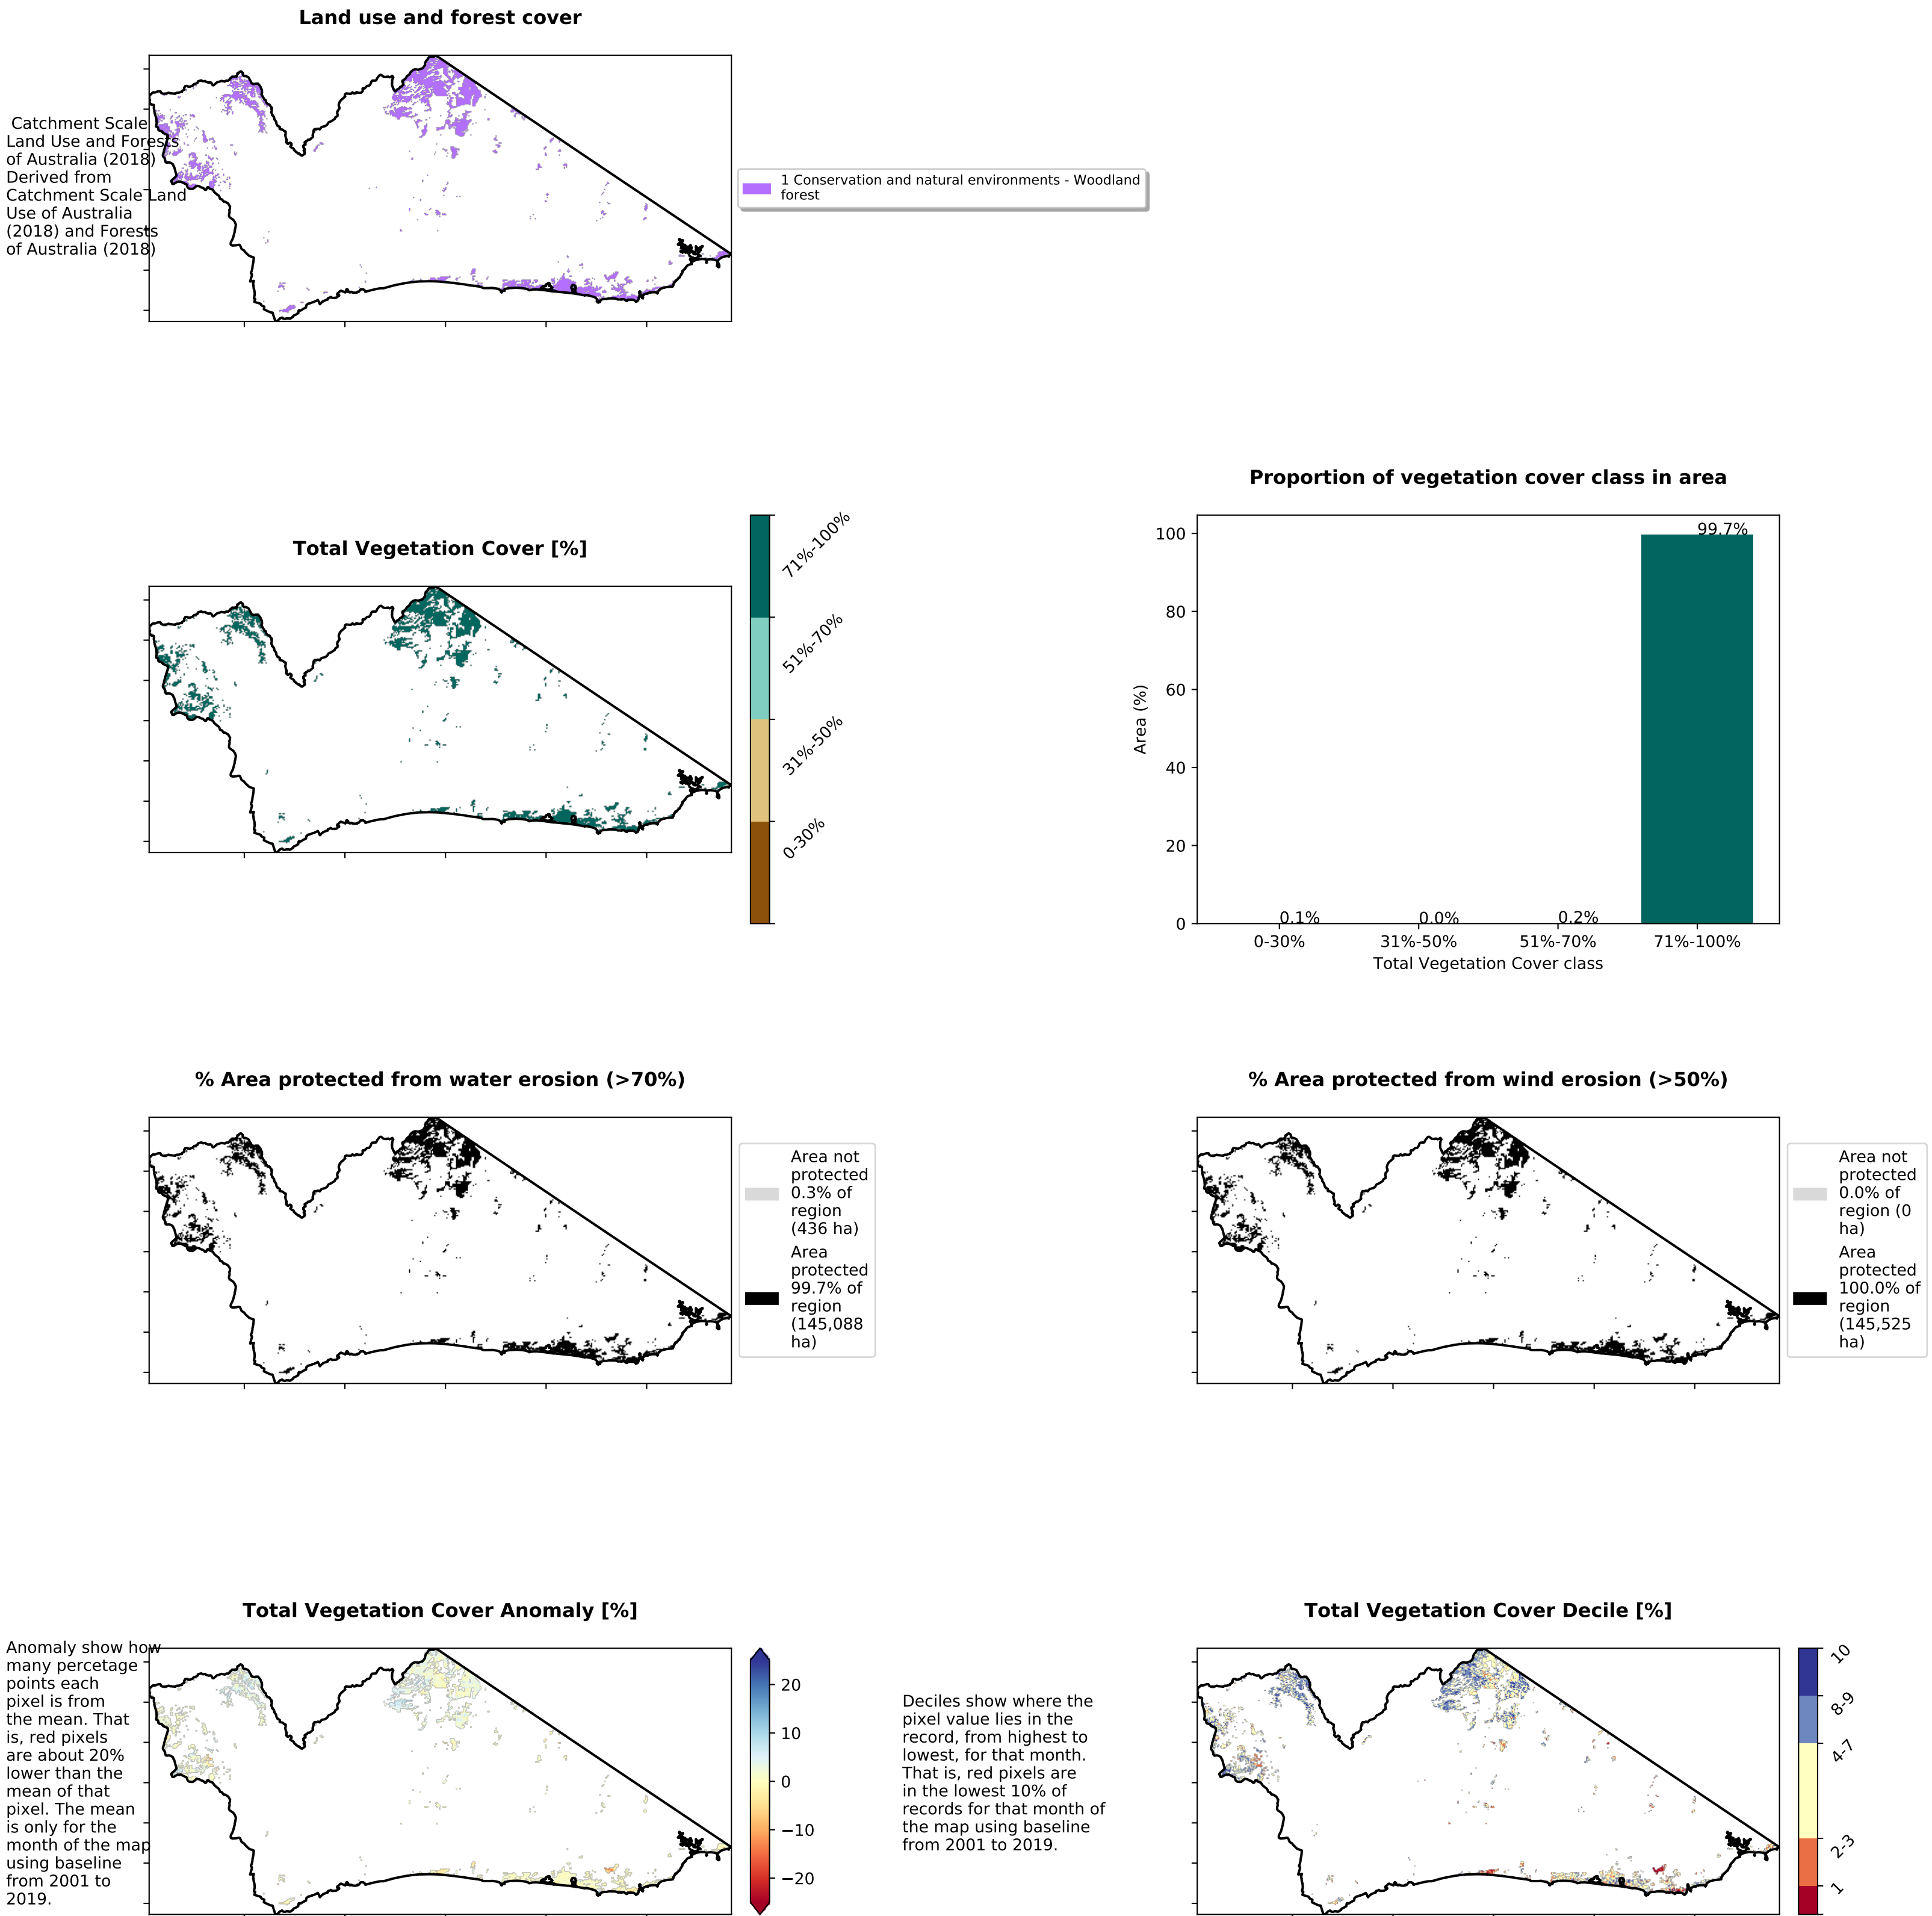 Land use and forest cover
Catchment Scale
Land Use and Forests
of Australia (2018)
Derived from
Catchment Scale Land
Use of Australia
(2018) and Forests
of Australia (2018)
1 Conservation and natural environments - Woodland
forest
Total Vegetation Cover [%]
71%-100%
51%-70%
31%-50%
0-30%
Proportion of vegetation cover class in area
100
80
60
40
20
0
Area (%)
0.1%
0.0%
0.2%
99.7%
0-30%
31%-50%
51%-70%
71%-100%
Total Vegetation Cover class
% Area protected from water erosion (>70%)
Area not
protected
0.3% of
region
(436 ha)
Area
protected
99.7% of
region
(145,088
ha)
% Area protected from wind erosion (>50%)
Area not
protected
0.0% of
region (0
ha)
Area
protected
100.0% of
region
(145,525
ha)
Total Vegetation Cover Anomaly [%]
Anomaly show how
many percetage
points each
pixel is from
the mean. That
is, red pixels
are about 20%
lower than the
mean of that
pixel. The mean
is only for the
month of the map
using baseline
from 2001 to
2019.
20
10
0
−10
−20
Total Vegetation Cover Decile [%]
Deciles show where the
pixel value lies in the
record, from highest to
lowest, for that month.
That is, red pixels are
in the lowest 10% of
records for that month of
the map using baseline
from 2001 to 2019.
10
8-9
4-7
2-3
1